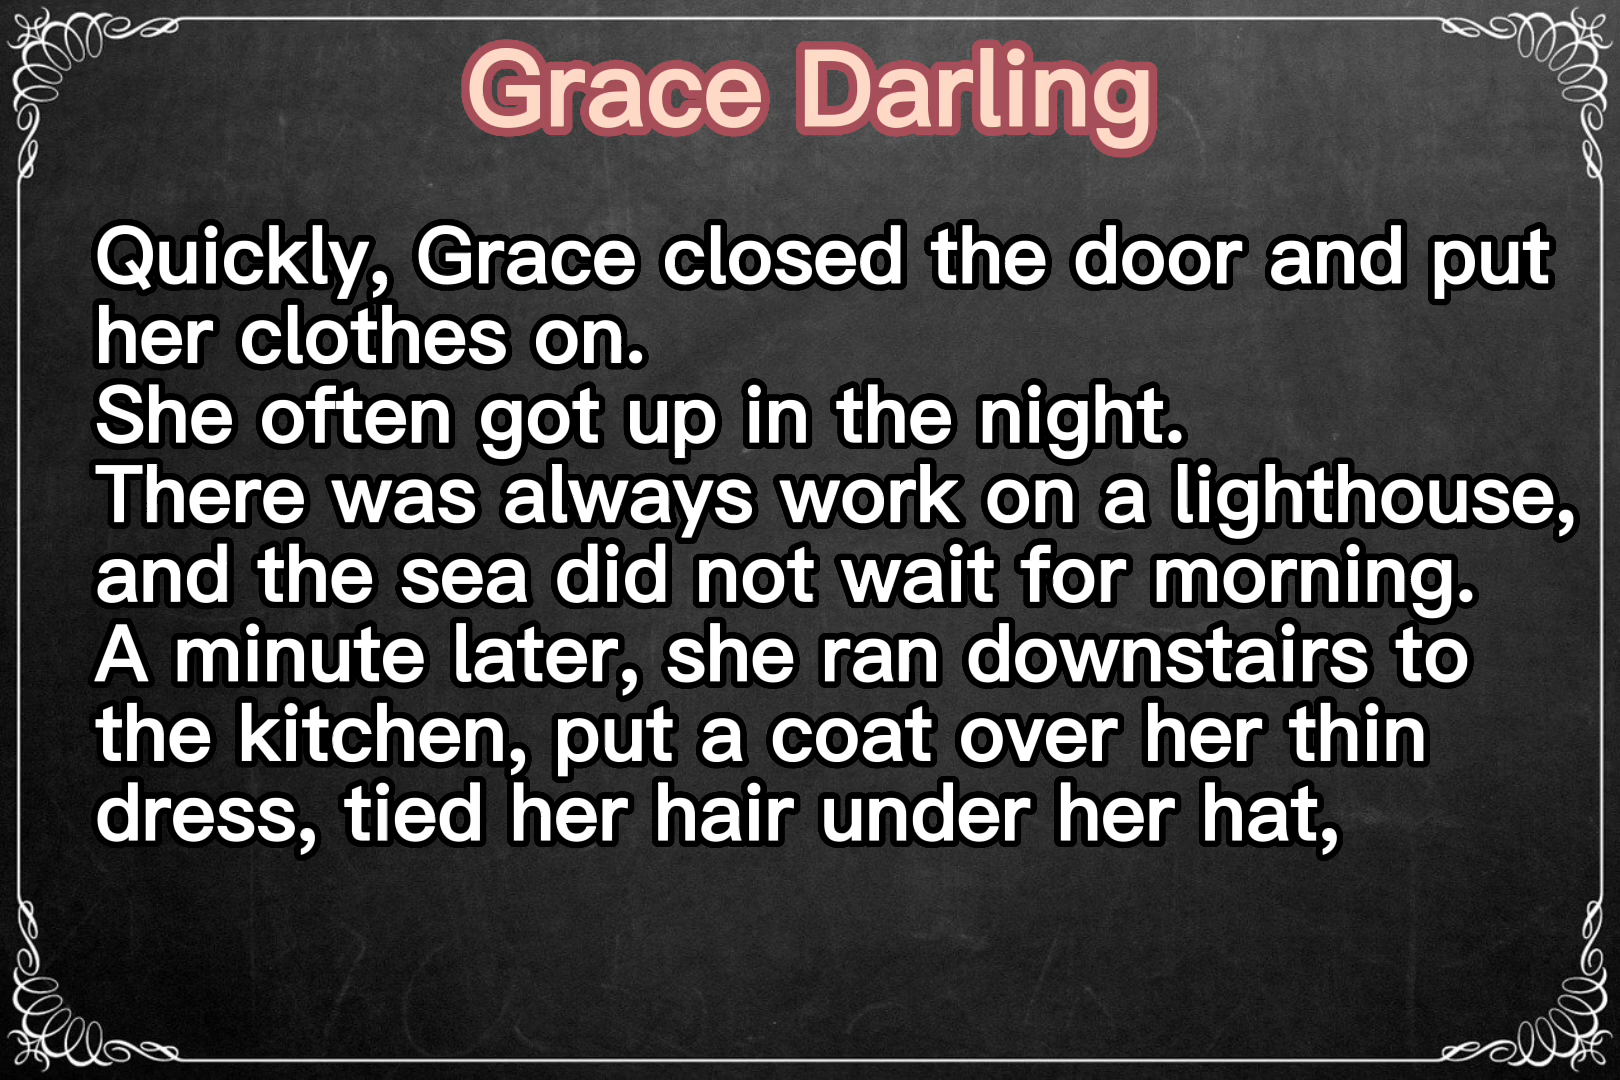 Grace Darling
Quickly, Grace closed the door and put
her clothes on.
She often got up in the night.
There was always work on a lighthouse,
and the sea did not wait for morning.
A minute later, she ran downstairs to
the kitchen, put a coat over her thin
dress, tied her hair under her hat,